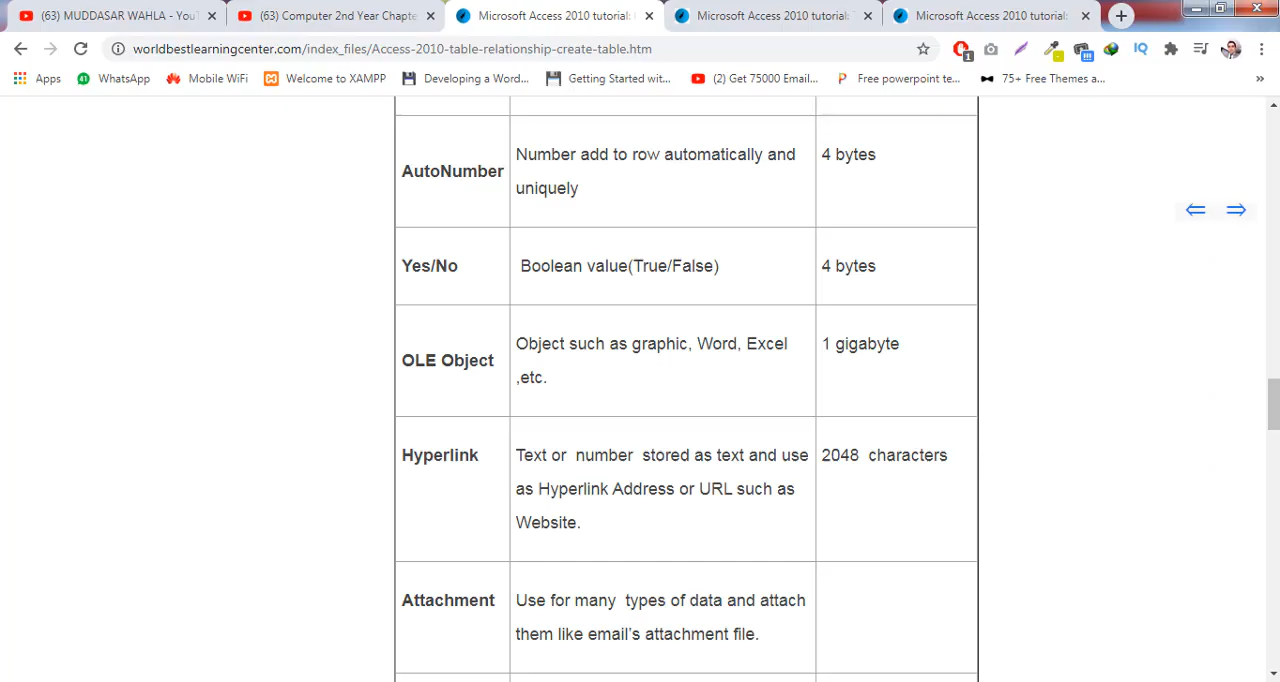 (63) MUDDASAR WAHLA - YouT
(63) Computer 2nd Year Chapte
Microsoft Access 2010 tutorial:
Microsoft Access 2010 tutorial:
Microsoft Access 2010 tutorial:
worldbestlearningcenter.com/index_files/Access-2010-table-relationship-create-table.htm
1
IQ
Apps
WhatsApp
Mobile WiFi
Welcome to XAMPP
Developing a Word...
Getting Started wit...
(2) Get 75000 Email...
Free powerpoint te...
75+ Free Themes a...
»
AutoNumber
Number add to row automatically and
uniquely
4 bytes
Yes/No
Boolean value(True/False)
4 bytes
OLE Object
Object such as graphic, Word, Excel
,etc.
1 gigabyte
Hyperlink
Text or number stored as text and use
as Hyperlink Address or URL such as
Website.
2048 characters
Attachment
Use for many types of data and attach
them like email's attachment file.